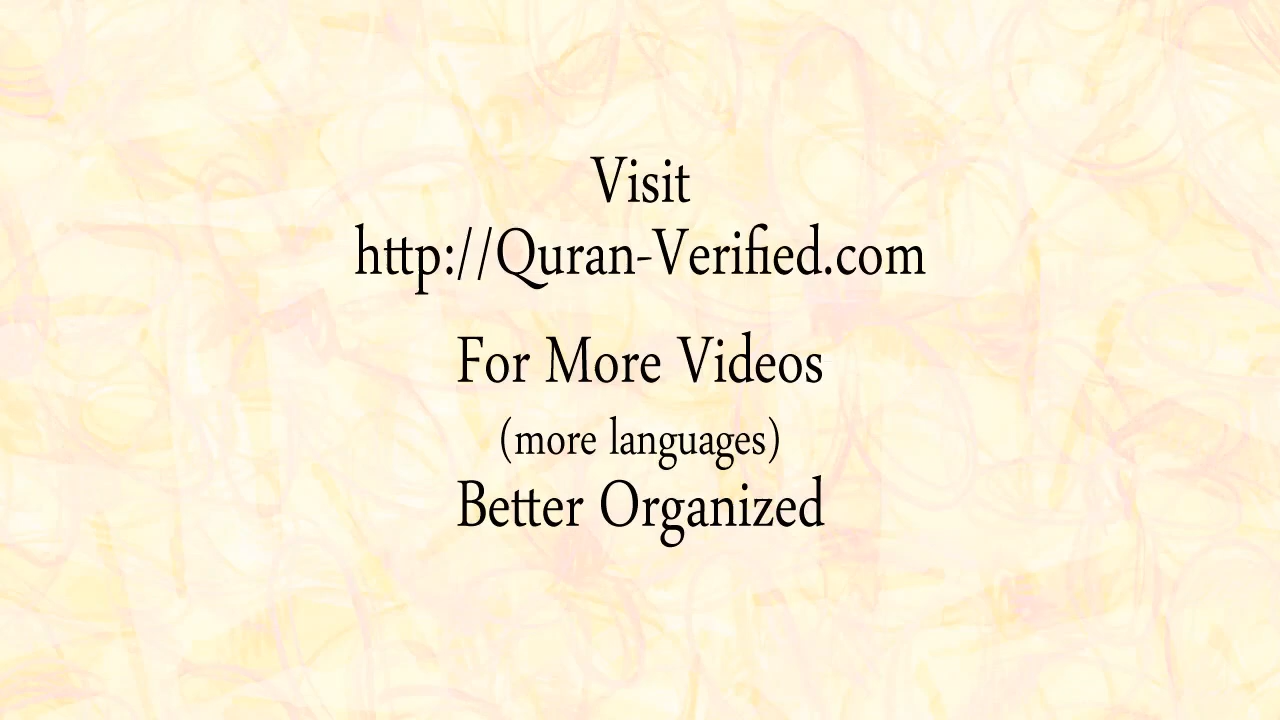 Visit
http://Quran-Verified.com
For More Videos
(more languages)
Better Organized